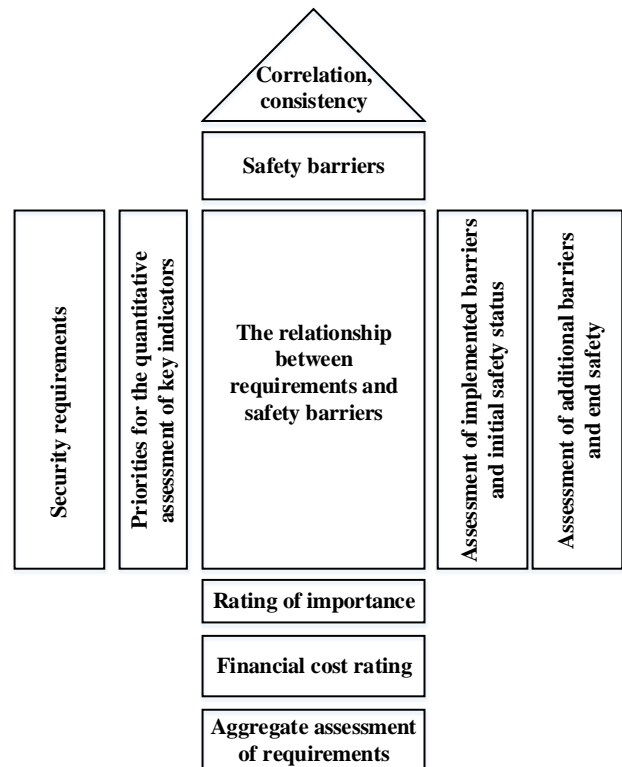 Correlation,
consistency
Safety barriers
Security requirements
Priorities for the quantitative
assessment of key indicators
The relationship
between
requirements and
safety barriers
Assessment of implemented barriers
and initial safety status
Assessment of additional barriers
and end safety
Rating of importance
Financial cost rating
Aggregate assessment
of requirements